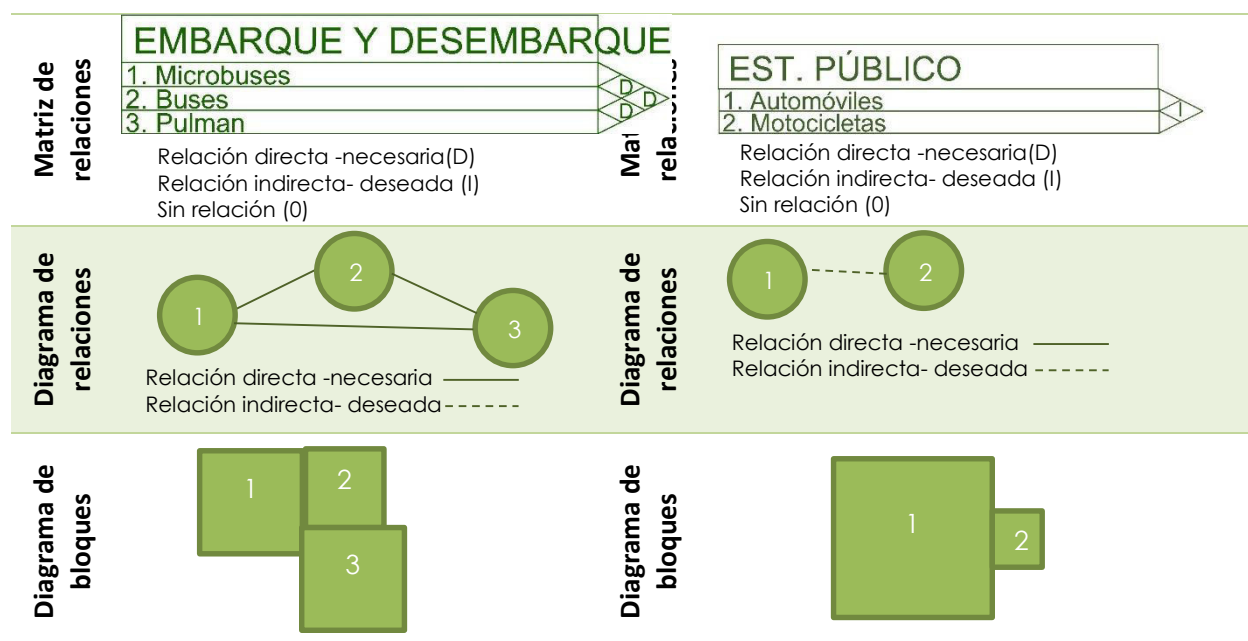 Matriz de
relaciones
EMBARQUE Y DESEMBARQUE
1. Microbuses
2. Buses
3. Pulman
D
D
D
Relación directa -necesaria(D)
Relación indirecta- deseada (I)
Sin relación (0)
Matriz de
relaciones
EST. PÚBLICO
1. Automóviles
2. Motocicletas
I
Relación directa -necesaria(D)
Relación indirecta- deseada (I)
Sin relación (0)
Diagrama de
relaciones
1
2
3
Relación directa -necesaria
Relación indirecta- deseada
Diagrama de
relaciones
1
2
Relación directa -necesaria
Relación indirecta- deseada
Diagrama de
bloques
1
2
3
Diagrama de
bloques
1
2